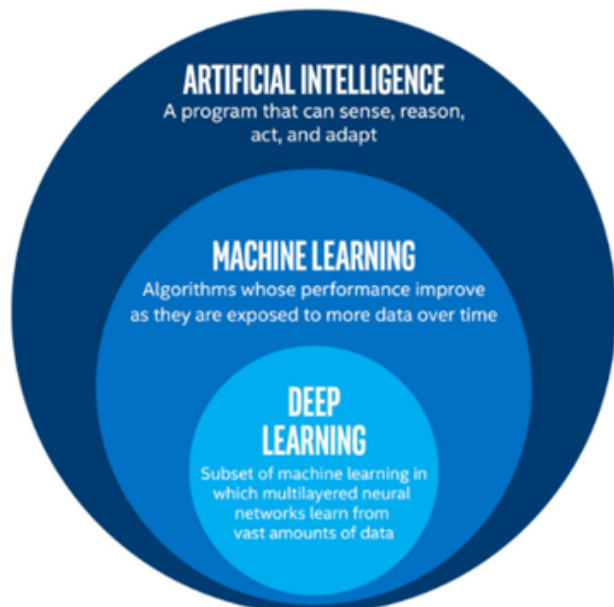 ARTIFICIAL INTELLIGENCE
A program that can sense, reason,
act, and adapt
MACHINE LEARNING
Algorithms whose performance improve
as they are exposed to more data over time
DEEP
LEARNING
Subset of machine learning in
which multilayered neural
networks learn from
vast amounts of data